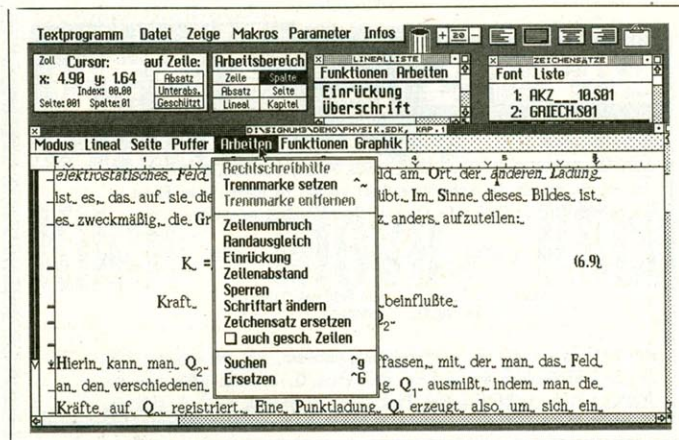 Textprogramm Datei Zeige Makros Parameter Infos + 20 -
Zoll Cursor: auf Zeile:
x: 4.90 y: 1.64 Absatz
Index: 00.00 Unterabs.
Seite: 001 Spalte: 01 Geschützt
Arbeitsbereich
Zeile Spalte
Absatz Seite
Lineal Kapitel
LINEALLISTE
Funktionen Arbeiten
Einrückung
Überschrift
ZEICHENSÄTZE
Font Liste
1: AKZ___10.S01
2: GRIECH.S01
D:\SIGNUM3\DEMO\PHYSIK.SDK, KAP.1
Modus Lineal Seite Puffer Arbeiten Funktionen Graphik
Rechtschreibhilfe
Trennmarke setzen ^~
Trennmarke entfernen
Zeilenumbruch
Randausgleich
Einrückung
Zeilenabstand
Sperren
Schriftart ändern
Zeichensatz ersetzen
auch gesch. Zeilen
Suchen ^g
Ersetzen ^G
1 4 5
elektrostatisches Feld am Ort der anderen Ladung
ist es, das auf sie die übt. Im Sinne dieses Bildes ist
es zweckmäßig, die Gr z anders aufzuteilen:
K = (6.9)
Kraft beinflußte
Hierin kann man Q2 ffassen, mit der man das Feld
an den verschiedenen g Q1 ausmißt, indem man die
Kräfte auf Q registriert. Eine Punktladung Q erzeugt also um sich ein